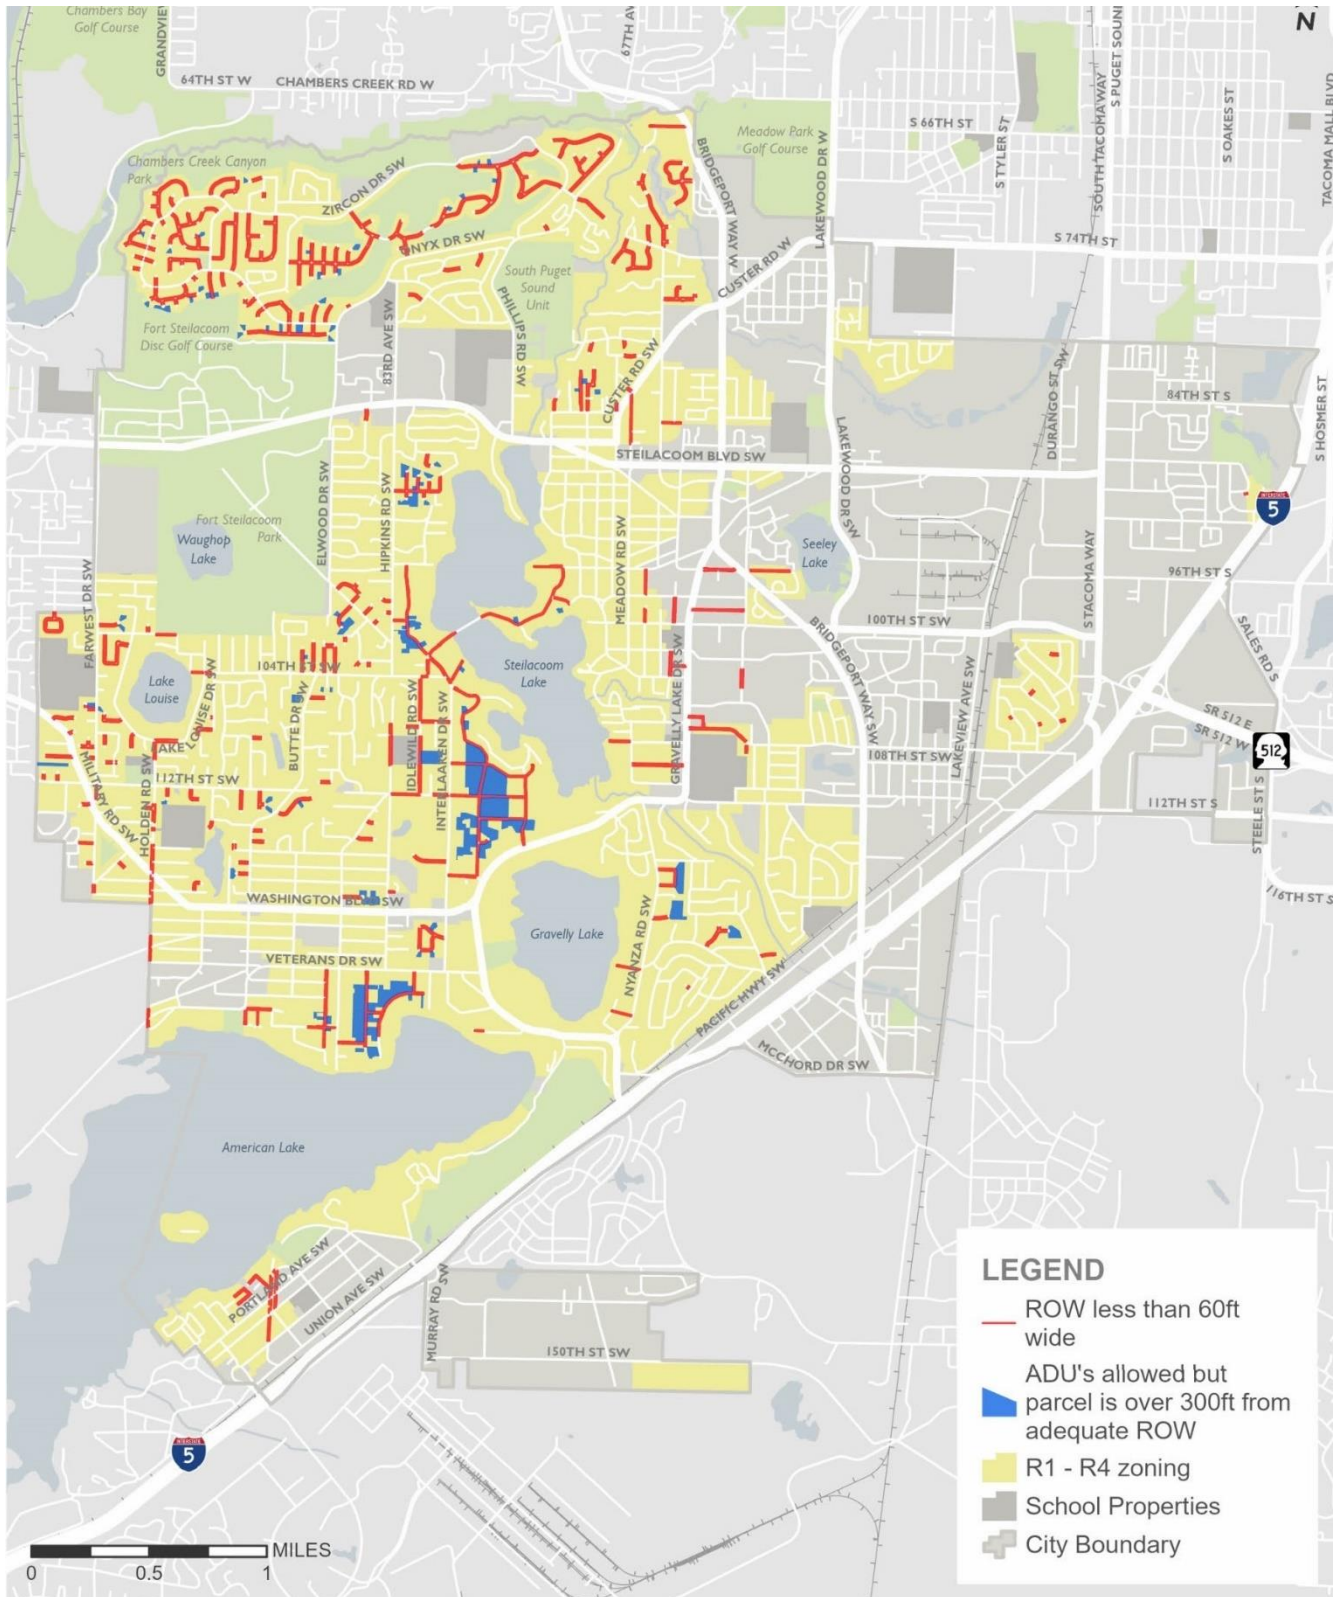 Chambers Bay
Golf Course
GRANDVIEW
67TH AV
N
64TH ST W
CHAMBERS CREEK RD W
S PUGET SOUN
TACOMA MALL BLVD
S 66TH ST
S TYLER ST
SOUTH TACOMA WAY
S OAKES ST
Meadow Park
Golf Course
LAKEWOOD DR W
BRIDGEPORT WAY W
Chambers Creek Canyon
Park
ZIRCON DR SW
ONYX DR SW
S 74TH ST
CUSTER RD W
South Puget
Sound
Unit
PHILLIPS RD SW
Fort Steilacoom
Disc Golf Course
83RD AVE SW
CUSTER RD SW
DURANGO ST SW
84TH ST S
S HOSMER ST
STEILACOOM BLVD SW
LAKEWOOD DR SW
ELWOOD DR SW
HIPKINS RD SW
INTERSTATE
5
Fort Steilacoom
Park
Waughop
Lake
Seeley
Lake
MEADOW RD SW
FARWEST DR SW
S TACOMA WAY
96TH ST S
100TH ST SW
BRIDGEPORT WAY SW
SALES RD S
104TH ST SW
Steilacoom
Lake
GRAVELLY LAKE DR SW
LAKEVIEW AVE SW
Lake
Louise
LAKE LOUISE DR SW
BUTTE DR SW
IDLEWILD RD SW
INTERLAAKEN DR SW
SR 512 E
SR 512 W
512
108TH ST SW
MILITARY RD SW
HOLDEN RD SW
112TH ST SW
112TH ST S
STEELE ST S
116TH ST S
WASHINGTON BLVD SW
Gravelly Lake
NYANZA RD SW
VETERANS DR SW
PACIFIC HWY SW
MCCHORD DR SW
American Lake
PORTLAND AVE SW
UNION AVE SW
MURRAY RD SW
150TH ST SW
INTERSTATE
5
LEGEND
ROW less than 60ft
wide
ADU's allowed but
parcel is over 300ft from
adequate ROW
R1 - R4 zoning
School Properties
City Boundary
MILES
0 0.5 1